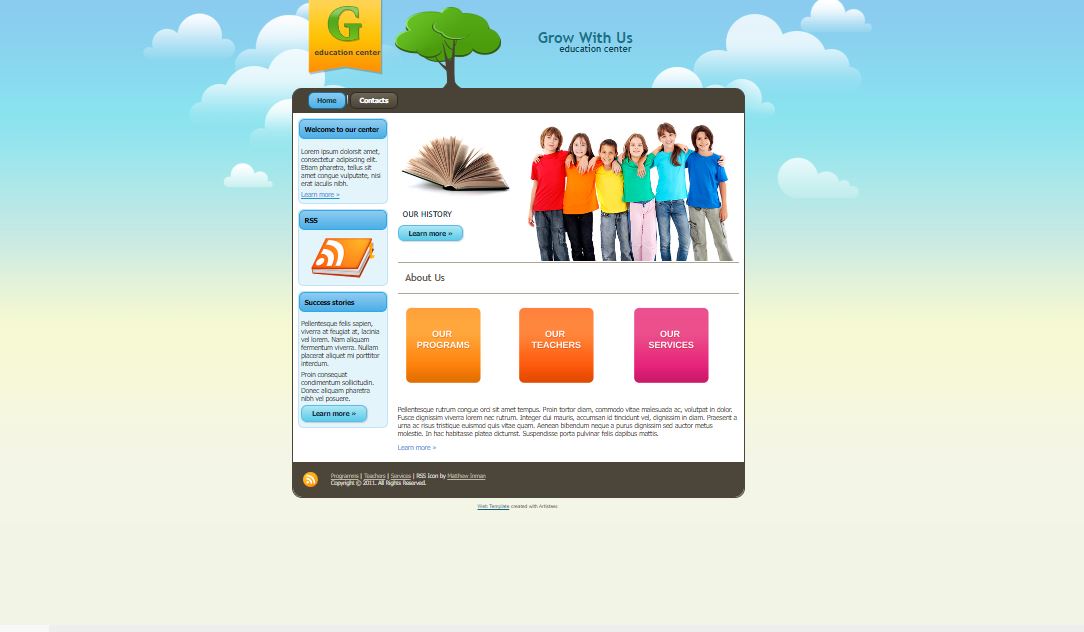 G
education center
Grow With Us
education center
Home
Contacts
Welcome to our center
Lorem ipsum dolorsit amet,
consectetur adipiscing elit.
Etiam pharetra, tellus sit
amet congue vulputate, nisi
erat iaculis nibh.
Learn more »
RSS
Success stories
Pellentesque felis sapien,
viverra at feugiat at, lacinia
vel lorem. Nam aliquam
fermentum viverra. Nullam
placerat aliquet mi porttitor
interdum.
Proin consequat
condimentum sollicitudin.
Donec aliquam pharetra
nibh vel posuere.
Learn more »
OUR HISTORY
Learn more »
About Us
OUR
PROGRAMS
OUR
TEACHERS
OUR
SERVICES
Pellentesque rutrum congue orci sit amet tempus. Proin tortor diam, commodo vitae malesuada ac, volutpat in dolor.
Fusce dignissim viverra lorem nec rutrum. Integer dui mauris, accumsan id tincidunt vel, dignissim in diam. Praesent a
urna ac risus tristique euismod quis vitae quam. Aenean bibendum neque a purus dignissim sed auctor metus
molestie. In hac habitasse platea dictumst. Suspendisse porta pulvinar felis dapibus mattis.
Learn more »
Programms | Teachers | Services | RSS Icon by Matthew Inman
Copyright © 2011. All Rights Reserved.
Web Template created with Artisteer.